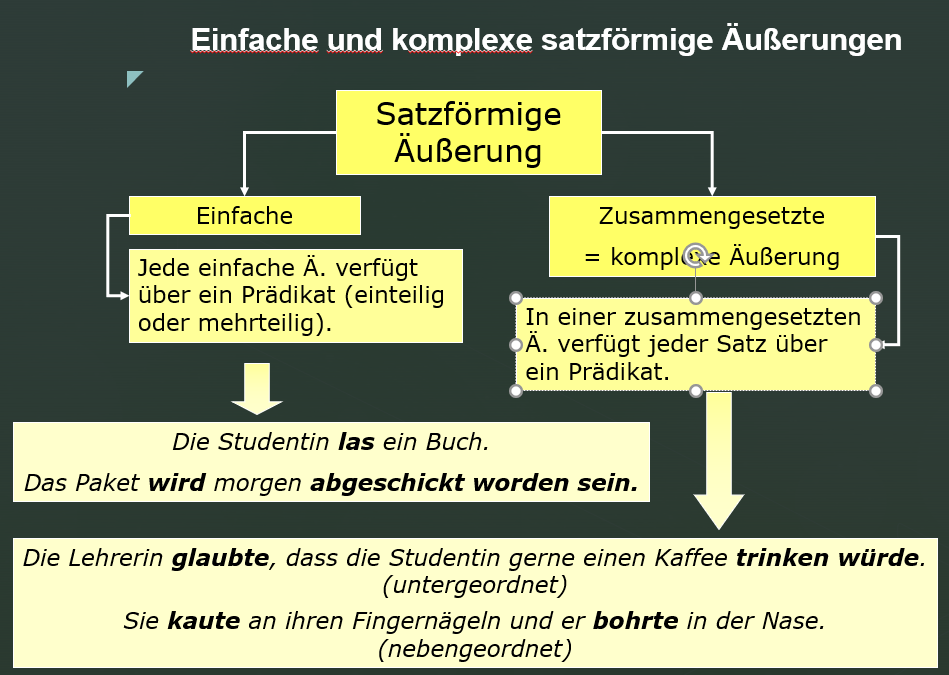 Einfache und komplexe satzförmige Äußerungen
Satzförmige
Äußerung
Einfache
Jede einfache Ä. verfügt
über ein Prädikat (einteilig
oder mehrteilig).
Zusammengesetzte
= komplexe Äußerung
In einer zusammengesetzten
Ä. verfügt jeder Satz über
ein Prädikat.
Die Studentin las ein Buch.
Das Paket wird morgen abgeschickt worden sein.
Die Lehrerin glaubte, dass die Studentin gerne einen Kaffee trinken würde.
(untergeordnet)
Sie kaute an ihren Fingernägeln und er bohrte in der Nase.
(nebengeordnet)